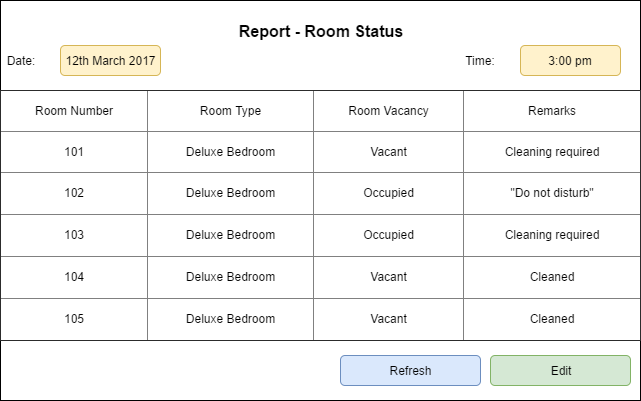 Report - Room Status
Date: 12th March 2017 Time: 3:00 pm
Room Number Room Type Room Vacancy Remarks
101 Deluxe Bedroom Vacant Cleaning required
102 Deluxe Bedroom Occupied "Do not disturb"
103 Deluxe Bedroom Occupied Cleaning required
104 Deluxe Bedroom Vacant Cleaned
105 Deluxe Bedroom Vacant Cleaned
Refresh Edit